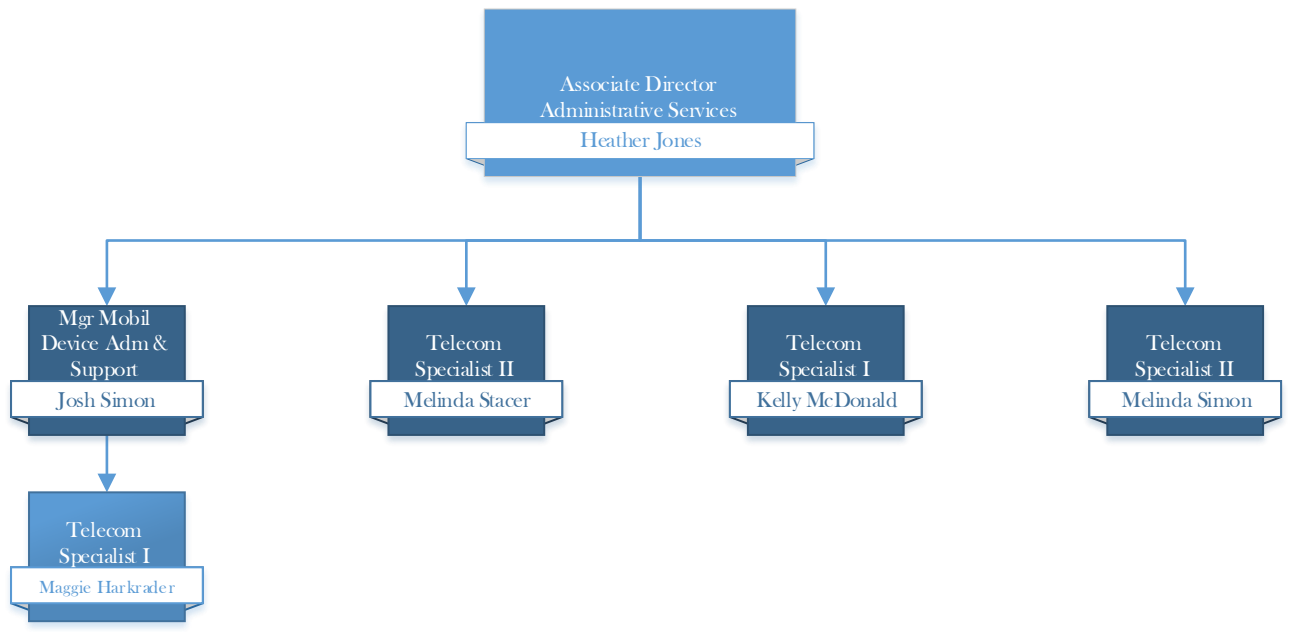 Associate Director
Administrative Services
Heather Jones
Mgr Mobil
Device Adm &
Support
Josh Simon
Telecom
Specialist II
Melinda Stacer
Telecom
Specialist I
Kelly McDonald
Telecom
Specialist II
Melinda Simon
Telecom
Specialist I
Maggie Harkrader